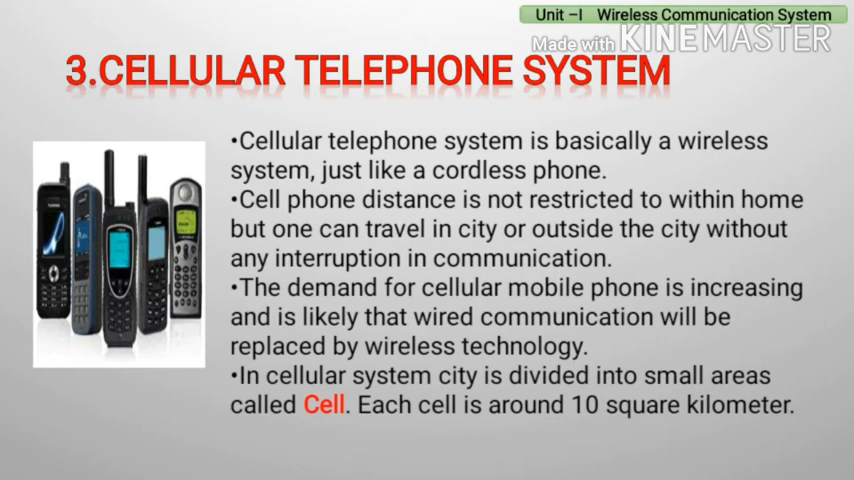 Unit –I Wireless Communication System
Made with KINEMASTER
3.CELLULAR TELEPHONE SYSTEM
•Cellular telephone system is basically a wireless
system, just like a cordless phone.
•Cell phone distance is not restricted to within home
but one can travel in city or outside the city without
any interruption in communication.
•The demand for cellular mobile phone is increasing
and is likely that wired communication will be
replaced by wireless technology.
•In cellular system city is divided into small areas
called Cell. Each cell is around 10 square kilometer.